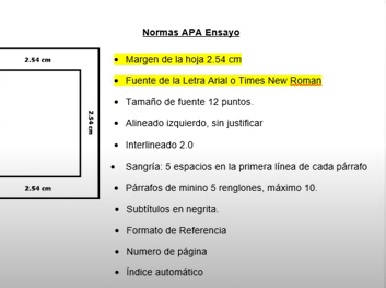 Normas APA Ensayo
2.54 cm
2.54 cm
2.54 cm
Margen de la hoja 2.54 cm
Fuente de la Letra Arial o Times New Roman
Tamaño de fuente 12 puntos.
Alineado izquierdo, sin justificar
Interlineado 2.0
Sangría: 5 espacios en la primera línea de cada párrafo
Párrafos de minino 5 renglones, máximo 10.
Subtítulos en negrita.
Formato de Referencia
Numero de página
Índice automático